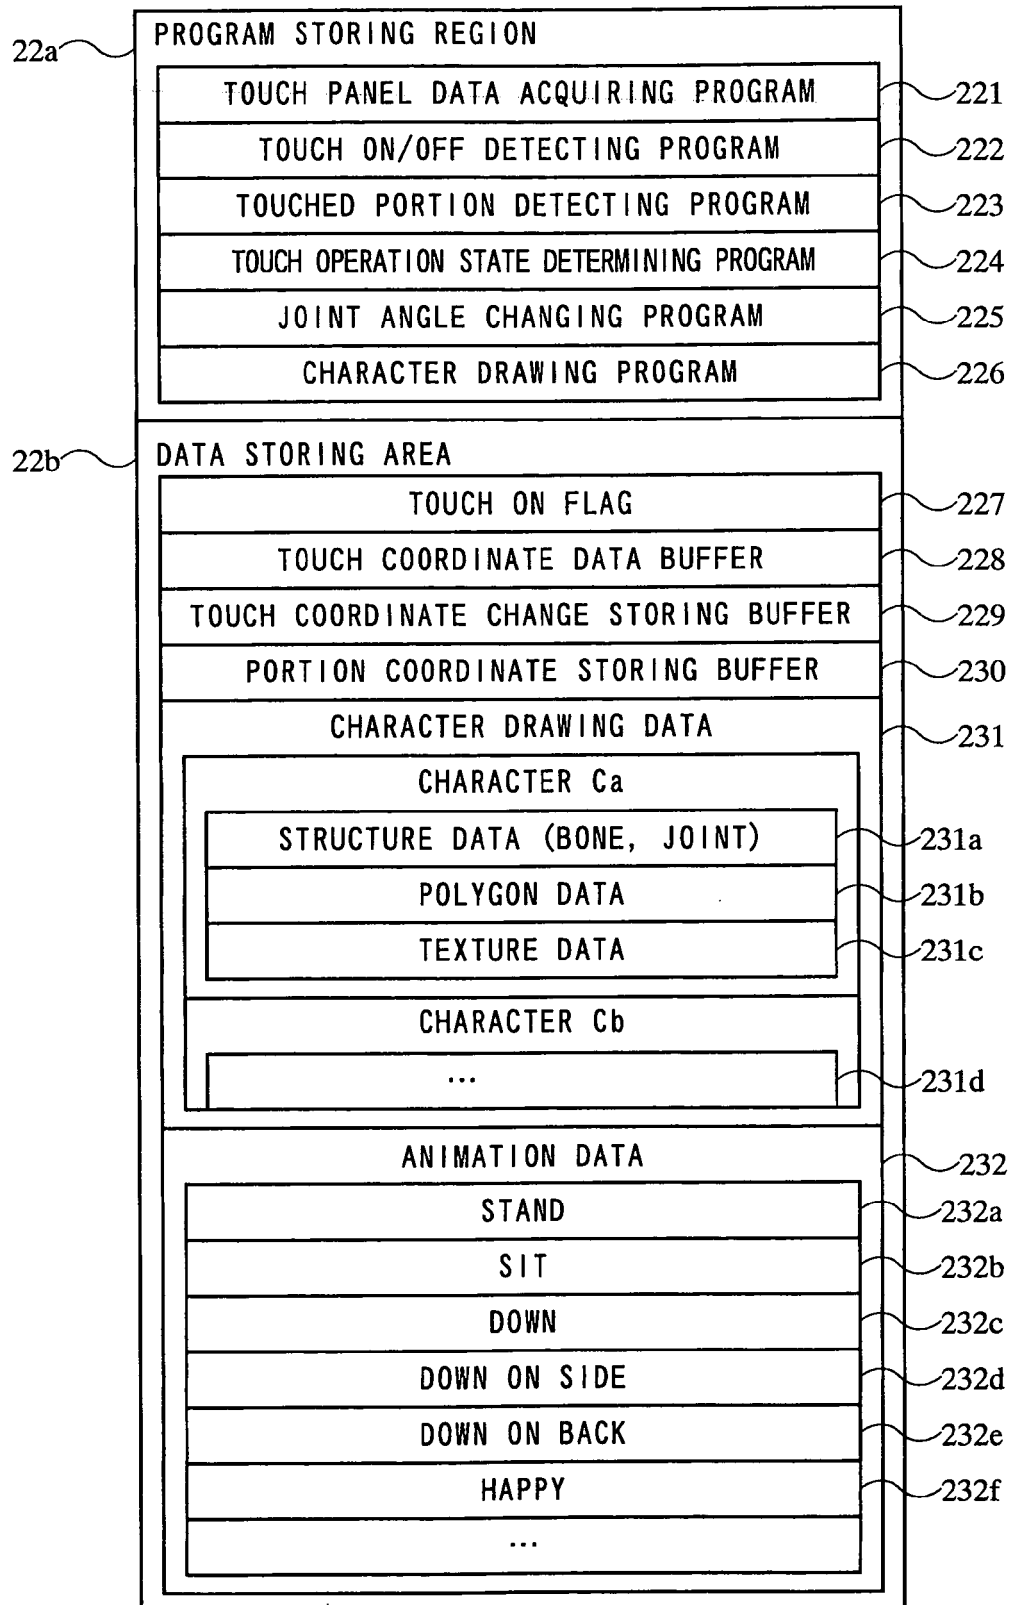 22a
PROGRAM STORING REGION
TOUCH PANEL DATA ACQUIRING PROGRAM 221
TOUCH ON/OFF DETECTING PROGRAM 222
TOUCHED PORTION DETECTING PROGRAM 223
TOUCH OPERATION STATE DETERMINING PROGRAM 224
JOINT ANGLE CHANGING PROGRAM 225
CHARACTER DRAWING PROGRAM 226
22b
DATA STORING AREA
TOUCH ON FLAG 227
TOUCH COORDINATE DATA BUFFER 228
TOUCH COORDINATE CHANGE STORING BUFFER 229
PORTION COORDINATE STORING BUFFER 230
CHARACTER DRAWING DATA 231
CHARACTER Ca
STRUCTURE DATA (BONE, JOINT) 231a
POLYGON DATA 231b
TEXTURE DATA 231c
CHARACTER Cb
... 231d
ANIMATION DATA 232
STAND 232a
SIT 232b
DOWN 232c
DOWN ON SIDE 232d
DOWN ON BACK 232e
HAPPY 232f
...